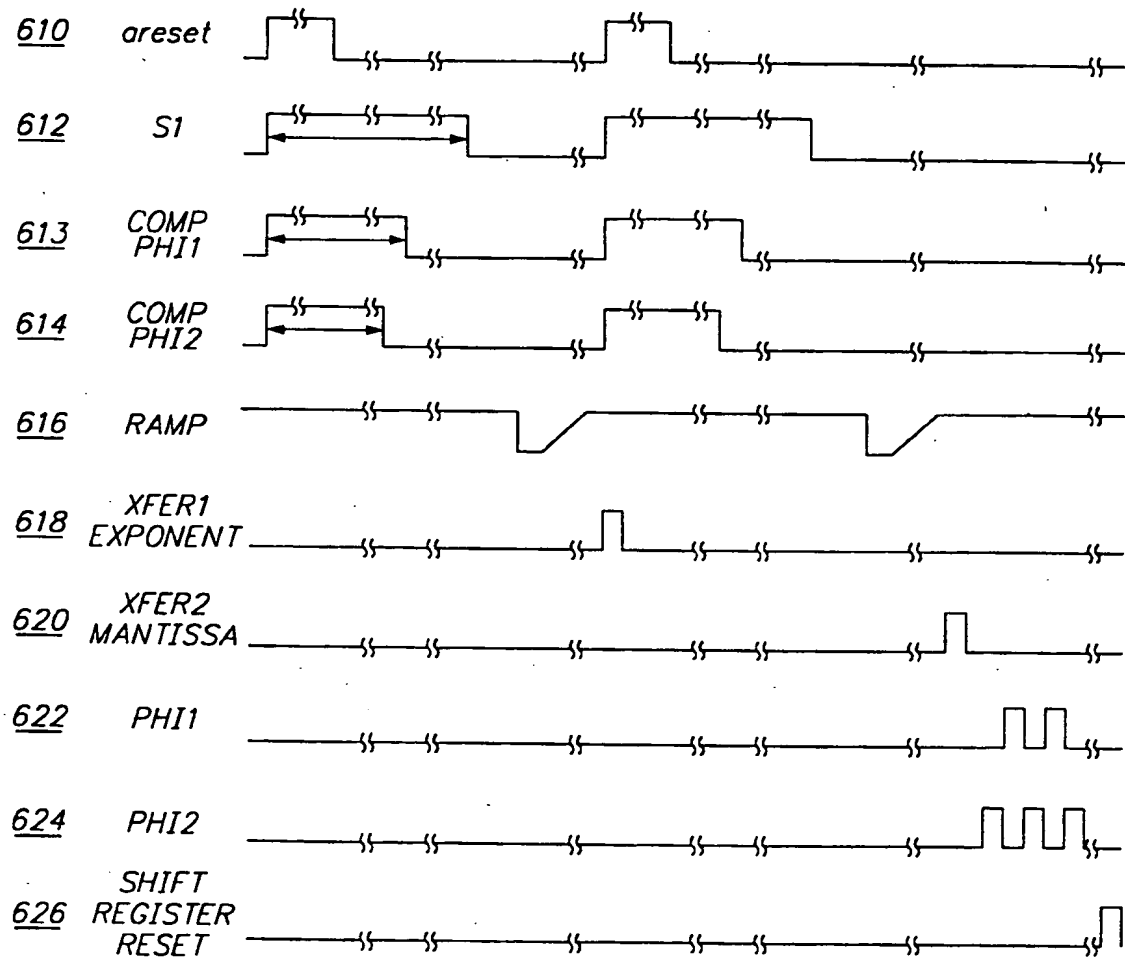 610 areset
612 S1
613 COMP
PHI1
614 COMP
PHI2
616 RAMP
618 XFER1
EXPONENT
620 XFER2
MANTISSA
622 PHI1
624 PHI2
626 SHIFT
REGISTER
RESET